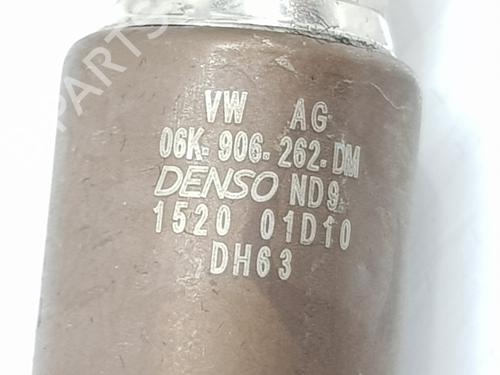 VW AG
06K-906-262-DM
DENSO ND9
1520 01D10
DH63